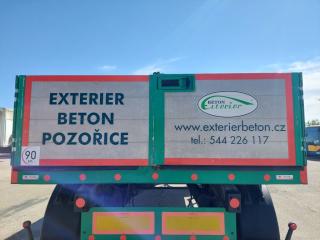 EXTERIER
BETON
POZOŘICE
90
BETON
Exterier
www.exterierbeton.cz
tel.: 544 226 117